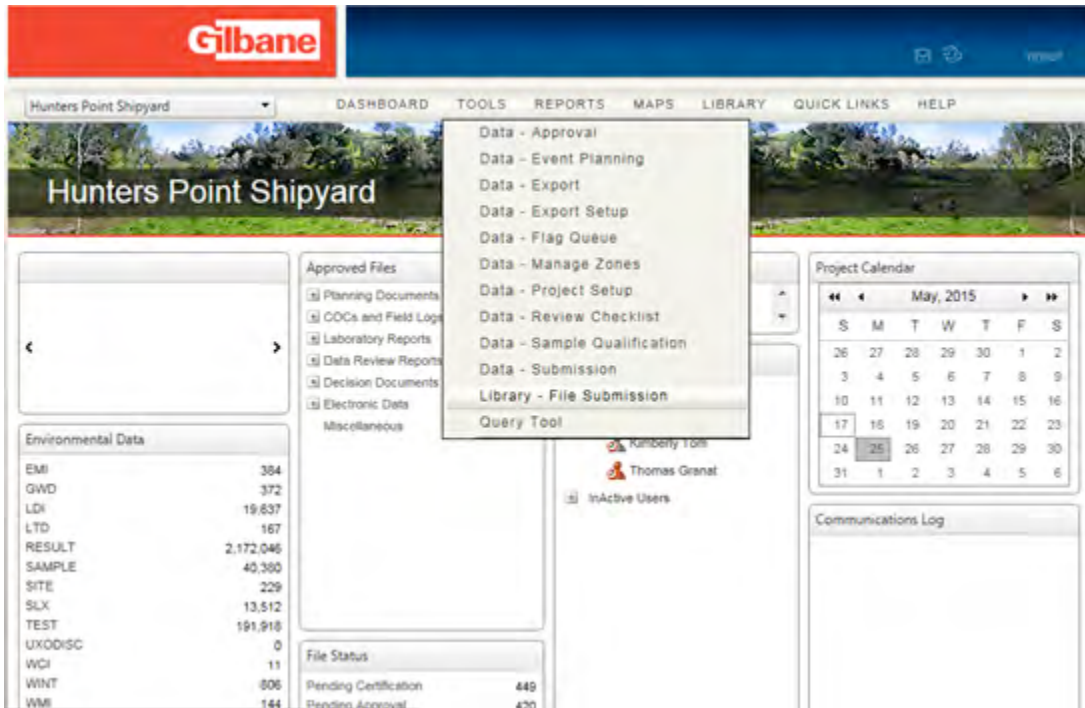 Gilbane
Hunters Point Shipyard
DASHBOARD TOOLS REPORTS MAPS LIBRARY QUICK LINKS HELP
Hunters Point Shipyard
Data - Approval
Data - Event Planning
Data - Export
Data - Export Setup
Data - Flag Queue
Data - Manage Zones
Data - Project Setup
Data - Review Checklist
Data - Sample Qualification
Data - Submission
Library - File Submission
Query Tool
Approved Files
Planning Documents
COCs and Field Logs
Laboratory Reports
Data Review Reports
Decision Documents
Electronic Data
Miscellaneous
Kimberly Tom
Thomas Granat
InActive Users
Project Calendar
May, 2015
S M T W T F S
26 27 28 29 30 1 2
3 4 5 6 7 8 9
10 11 12 13 14 15 16
17 18 19 20 21 22 23
24 25 26 27 28 29 30
31 1 2 3 4 5 6
Communications Log
Environmental Data
EMI 384
GWD 372
LDI 19,637
LTD 167
RESULT 2,172,046
SAMPLE 40,380
SITE 229
SLX 13,512
TEST 191,918
UXODISC 0
WCI 11
WINT 606
WMI 144
File Status
Pending Certification 449
Pending Approval 420